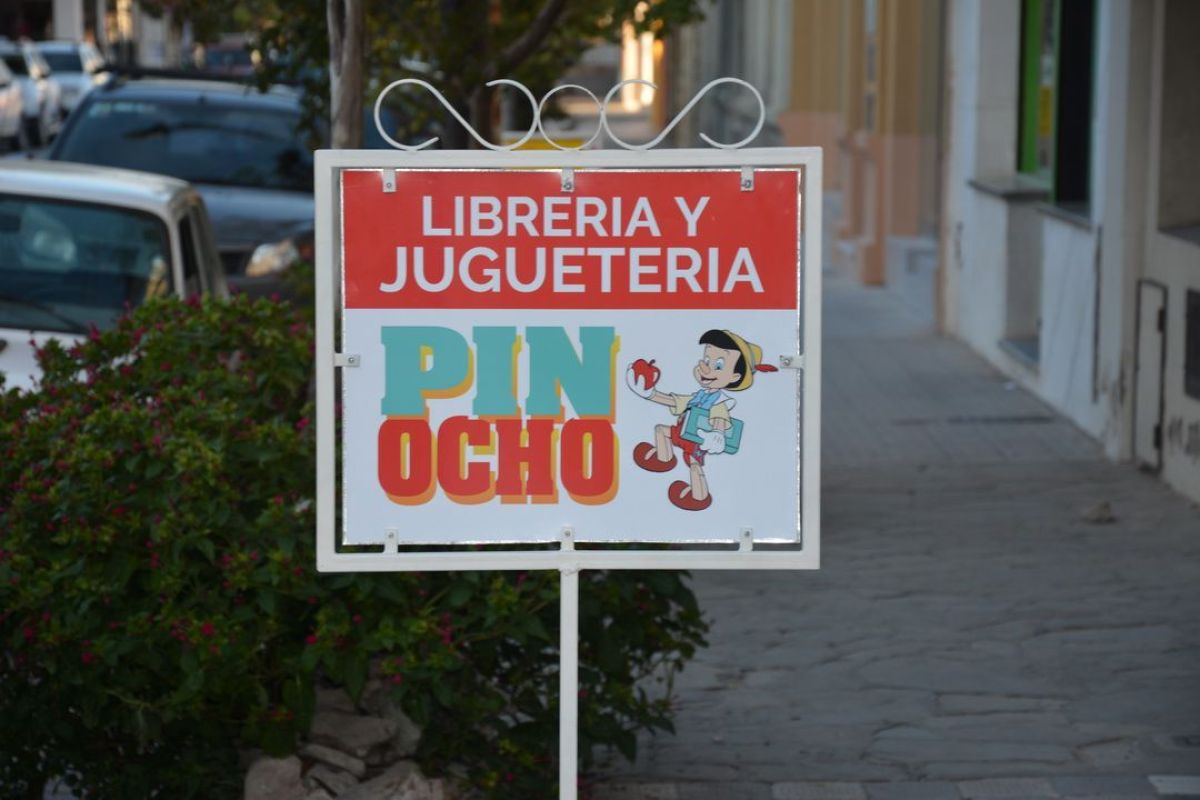 LIBRERIA Y
JUGUETERIA
PIN
OCHO